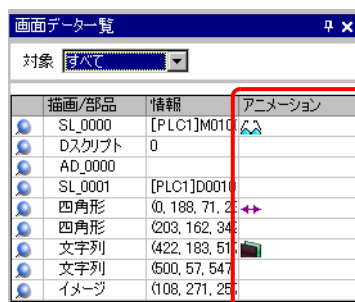 画面データ一覧
対象 すべて
描画/部品 情報 アニメーション
SL_0000 [PLC1]M010
Dスクリプト 0
AD_0000
SL_0001 [PLC1]D0010
四角形 (0, 188, 71, 2
四角形 (203, 162, 34
文字列 (422, 183, 51
文字列 (500, 57, 547
イメージ (108, 271, 25